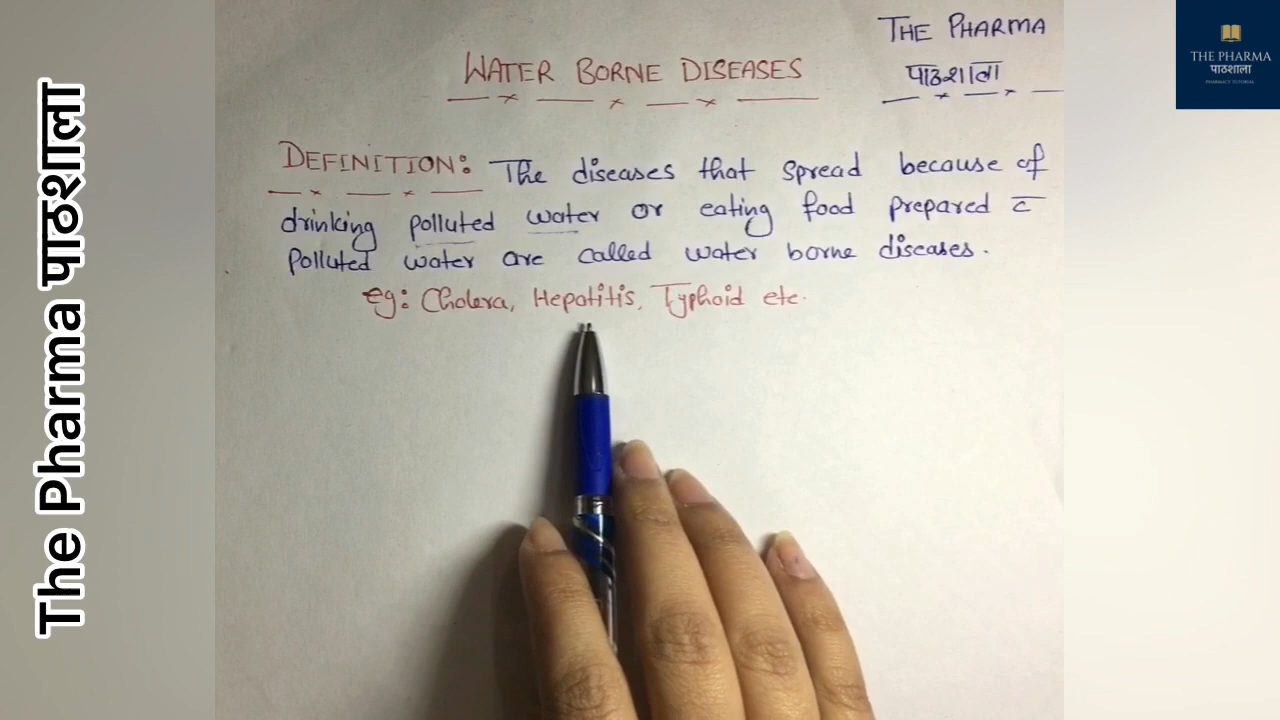 The Pharma पाठशाला
THE PHARMA
पाठशाला
WATER BORNE DISEASES
DEFINITION: The diseases that spread because of
drinking polluted water or eating food prepared c̅
polluted water are called water borne diseases.
eg: Cholera, Hepatitis, Typhoid etc.
THE PHARMA
पाठशाला
PHARMACY TUTORIAL